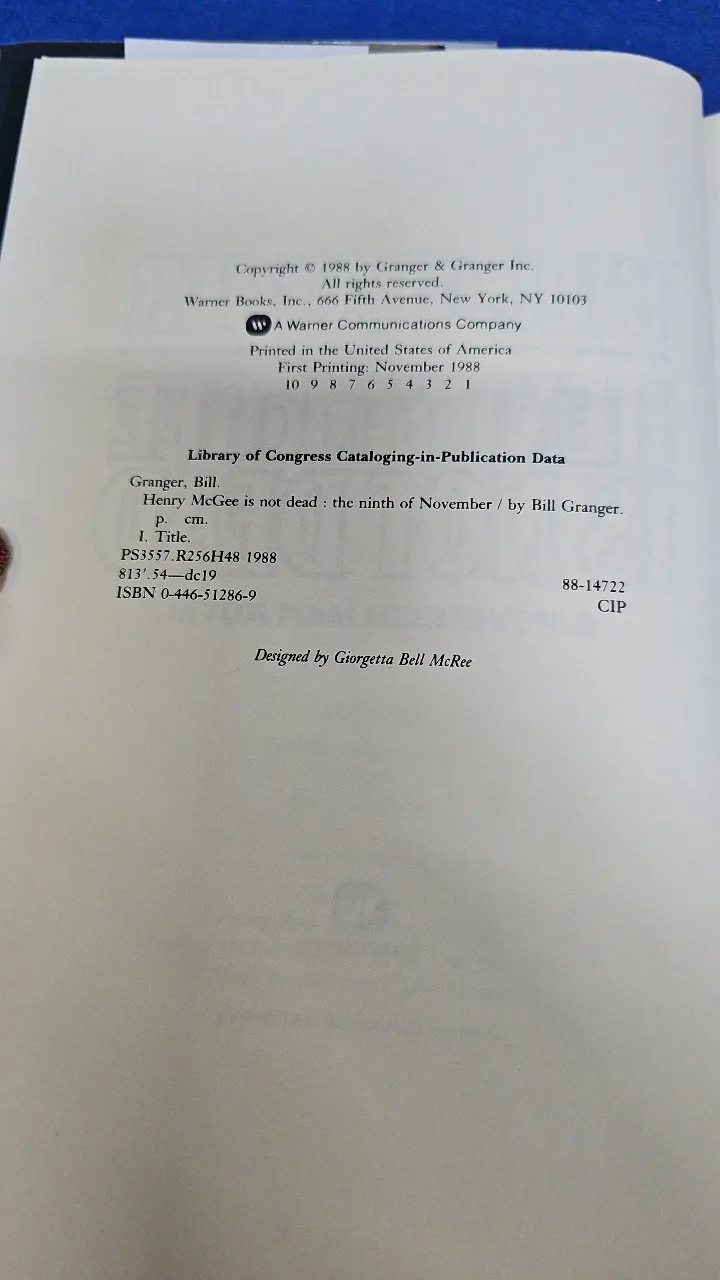 Copyright © 1988 by Granger & Granger Inc.
All rights reserved.
Warner Books, Inc., 666 Fifth Avenue, New York, NY 10103
A Warner Communications Company
Printed in the United States of America
First Printing: November 1988
10 9 8 7 6 5 4 3 2 1
Library of Congress Cataloging-in-Publication Data
Granger, Bill.
Henry McGee is not dead : the ninth of November / by Bill Granger.
p. cm.
I. Title.
PS3557.R256H48 1988
813'.54—dc19
88-14722
ISBN 0-446-51286-9
CIP
Designed by Giorgetta Bell McRee